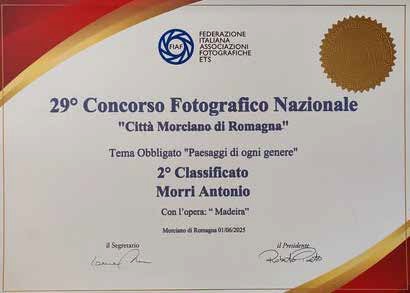 FIAF
FEDERAZIONE
ITALIANA
ASSOCIAZIONI
FOTOGRAFICHE
ETS
29° Concorso Fotografico Nazionale
"Città Morciano di Romagna"
Tema Obbligato "Paesaggi di ogni genere"
2° Classificato
Morri Antonio
Con l'opera: “ Madeira”
Morciano di Romagna 01/06/2025
il Segretario
il Presidente